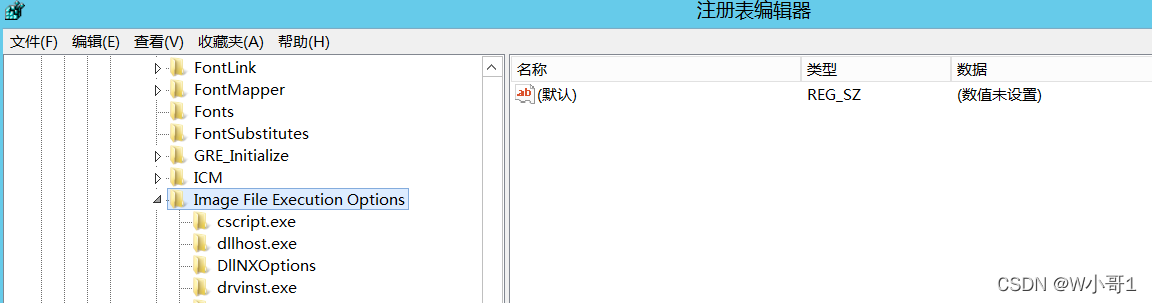 注册表编辑器
文件(F) 编辑(E) 查看(V) 收藏夹(A) 帮助(H)
FontLink
FontMapper
Fonts
FontSubstitutes
GRE_Initialize
ICM
Image File Execution Options
cscript.exe
dllhost.exe
DllNXOptions
drvinst.exe
名称 类型 数据
ab (默认) REG_SZ (数值未设置)
CSDN @W小哥1